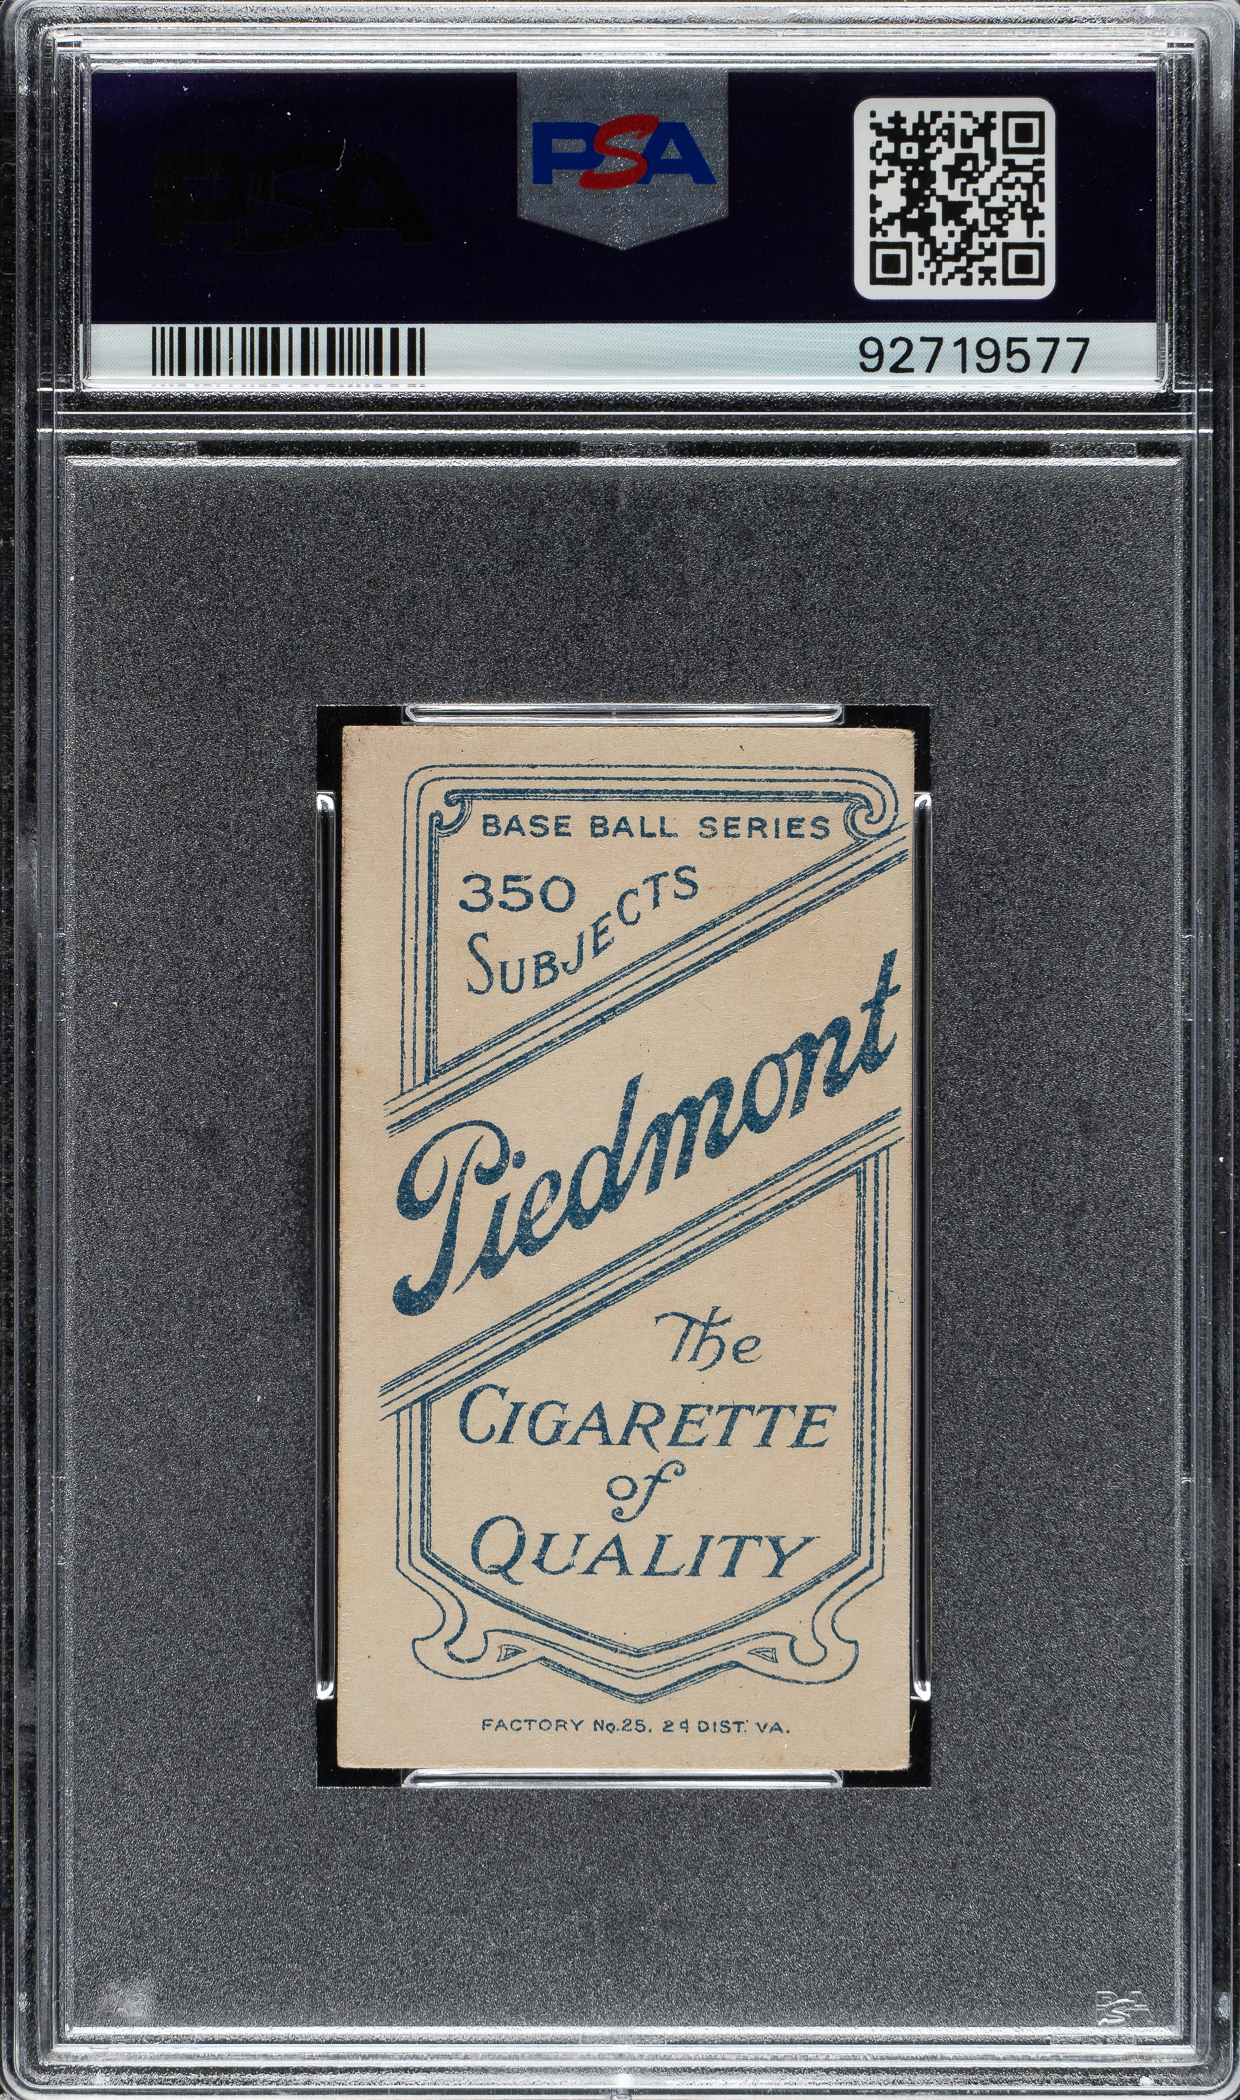 PSA
PSA
92719577
BASE BALL SERIES
350
SUBJECTS
Piedmont
The
CIGARETTE
of
QUALITY
FACTORY No. 25, 2d DIST. VA.
PSA